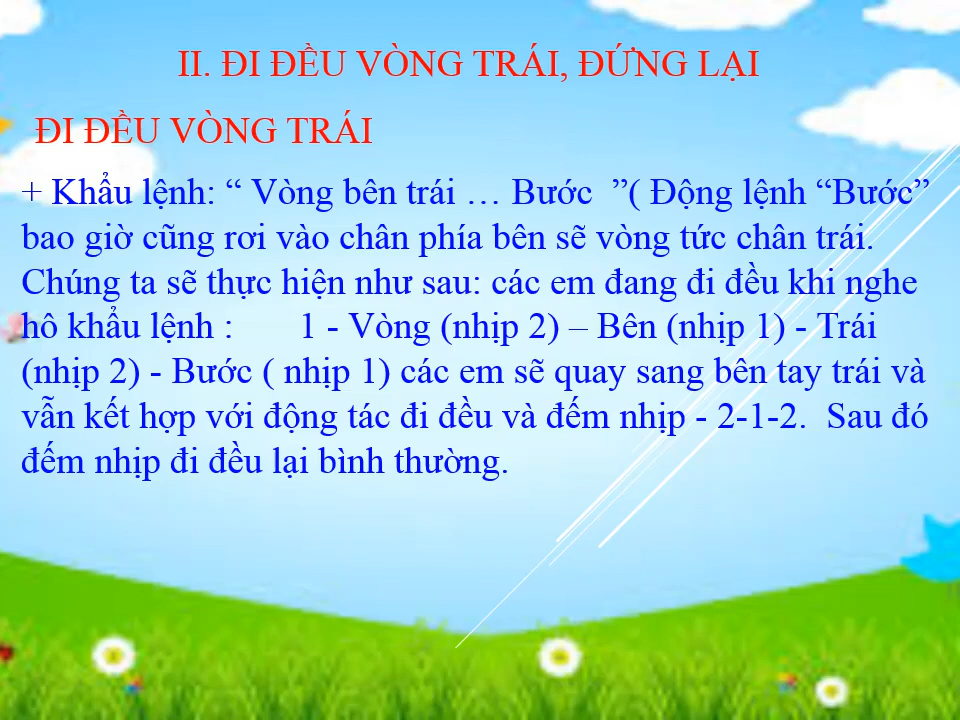 II. ĐI ĐỀU VÒNG TRÁI, ĐỨNG LẠI
ĐI ĐỀU VÒNG TRÁI
+ Khẩu lệnh: “ Vòng bên trái … Bước ”( Động lệnh “Bước”
bao giờ cũng rơi vào chân phía bên sẽ vòng tức chân trái.
Chúng ta sẽ thực hiện như sau: các em đang đi đều khi nghe
hô khẩu lệnh : 1 - Vòng (nhịp 2) – Bên (nhịp 1) - Trái
(nhịp 2) - Bước ( nhịp 1) các em sẽ quay sang bên tay trái và
vẫn kết hợp với động tác đi đều và đếm nhịp - 2-1-2. Sau đó
đếm nhịp đi đều lại bình thường.